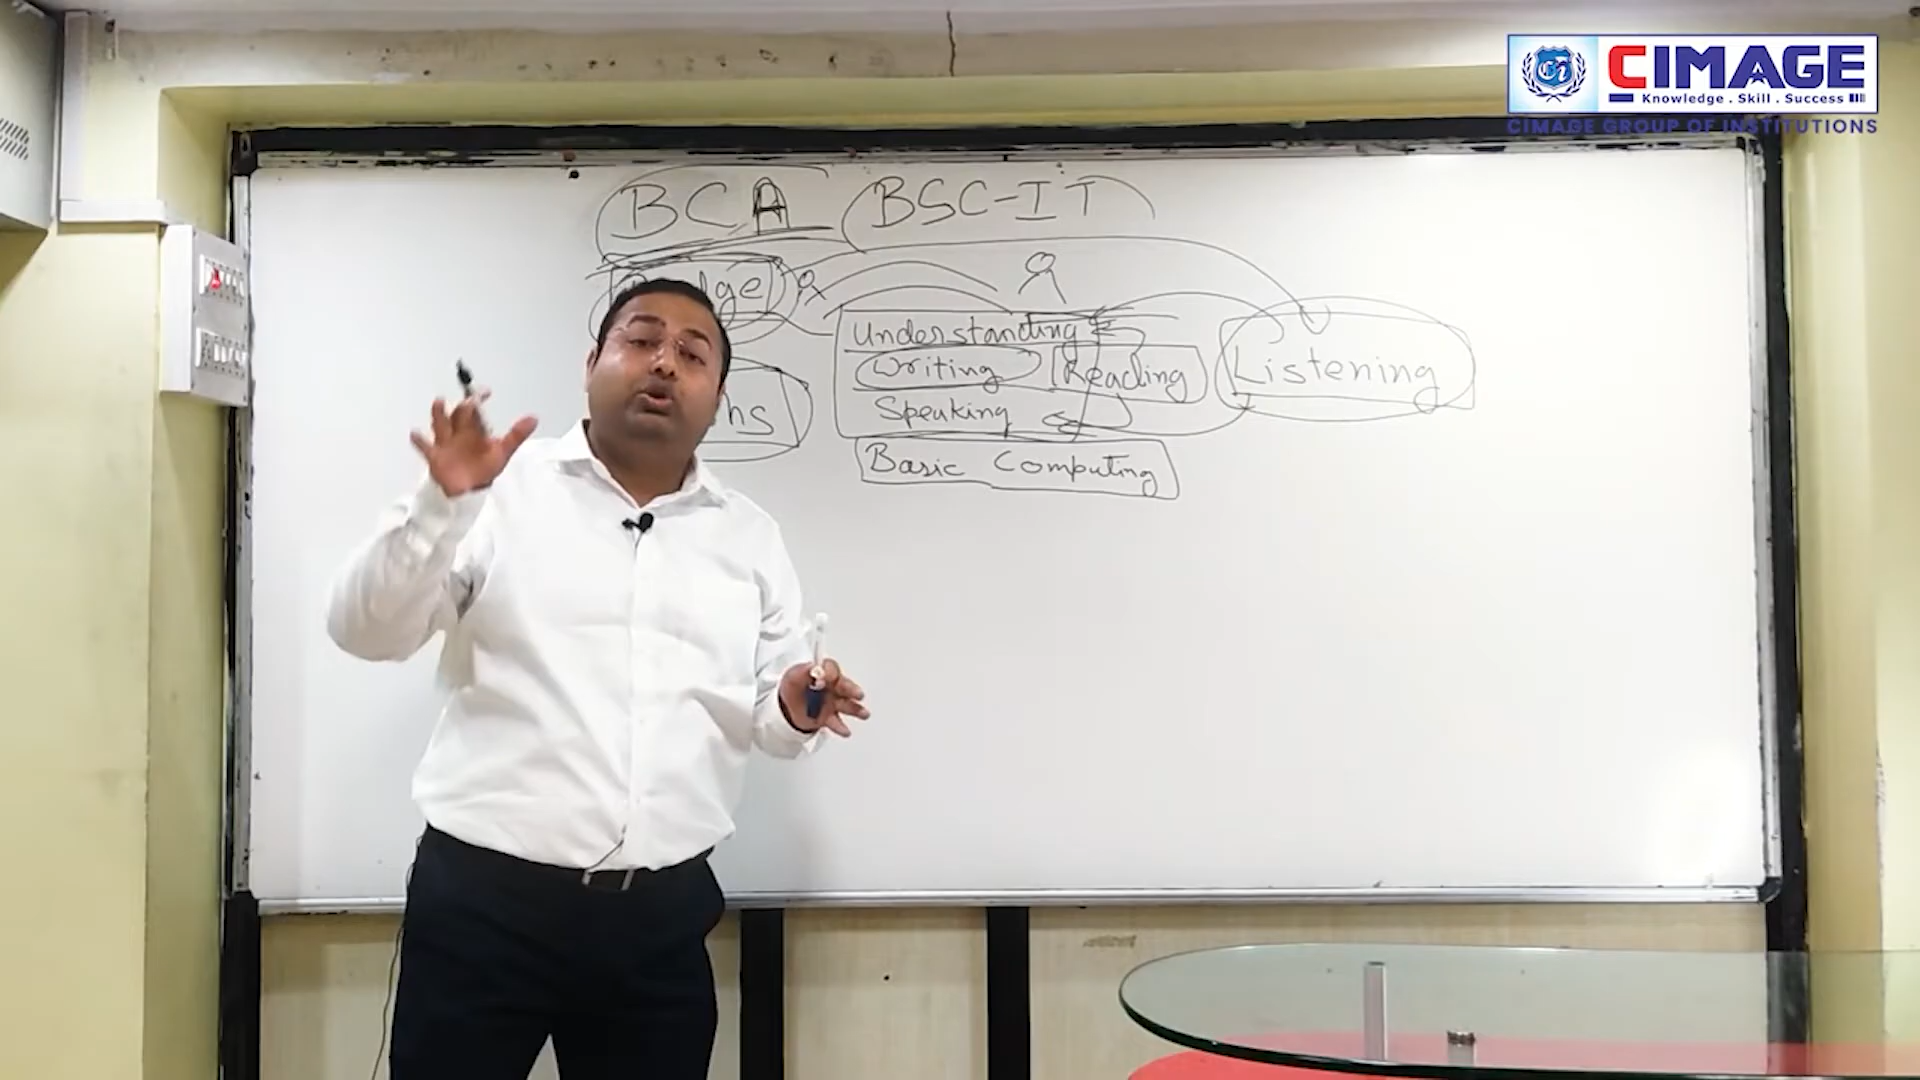 CIMAGE
Knowledge . Skill . Success
CIMAGE GROUP OF INSTITUTIONS
BCA BSC-IT
Understanding
Writing Reading Listening
Speaking
Basic Computing